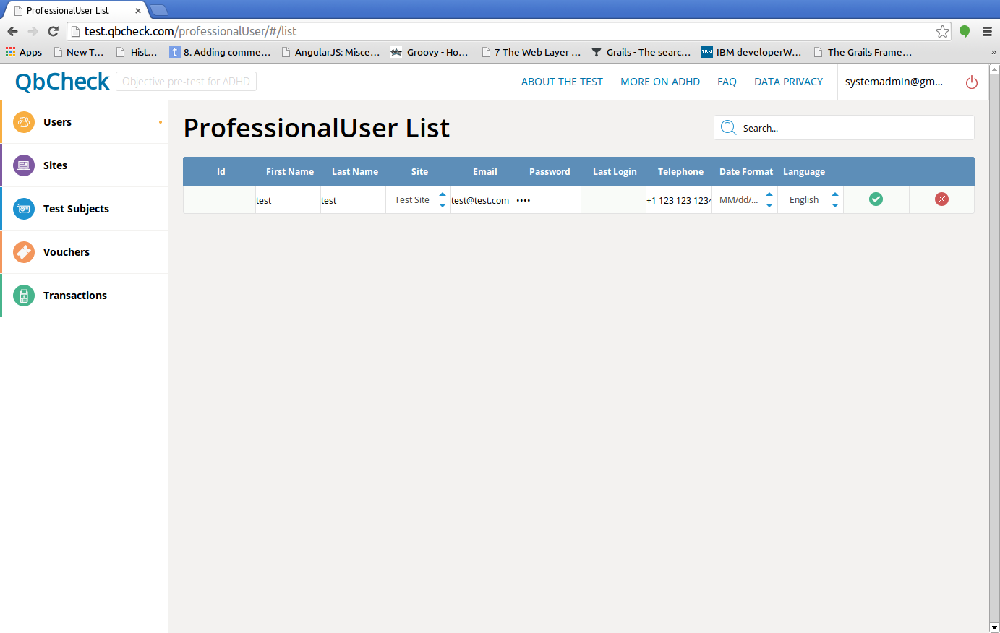 ProfessionalUser List
test.qbcheck.com/professionalUser/#/list
Apps New T... Hist... 8. Adding comme... AngularJS: Misce... Groovy - Ho... 7 The Web Layer ... Grails - The searc... IBM IBM developerW... The Grails Frame... »
QbCheck Objective pre-test for ADHD ABOUT THE TEST MORE ON ADHD FAQ DATA PRIVACY systemadmin@gm...
Users
Sites
Test Subjects
Vouchers
Transactions
ProfessionalUser List
Search...
Id First Name Last Name Site Email Password Last Login Telephone Date Format Language
test test Test Site test@test.com •••• +1 123 123 1234 MM/dd/... English